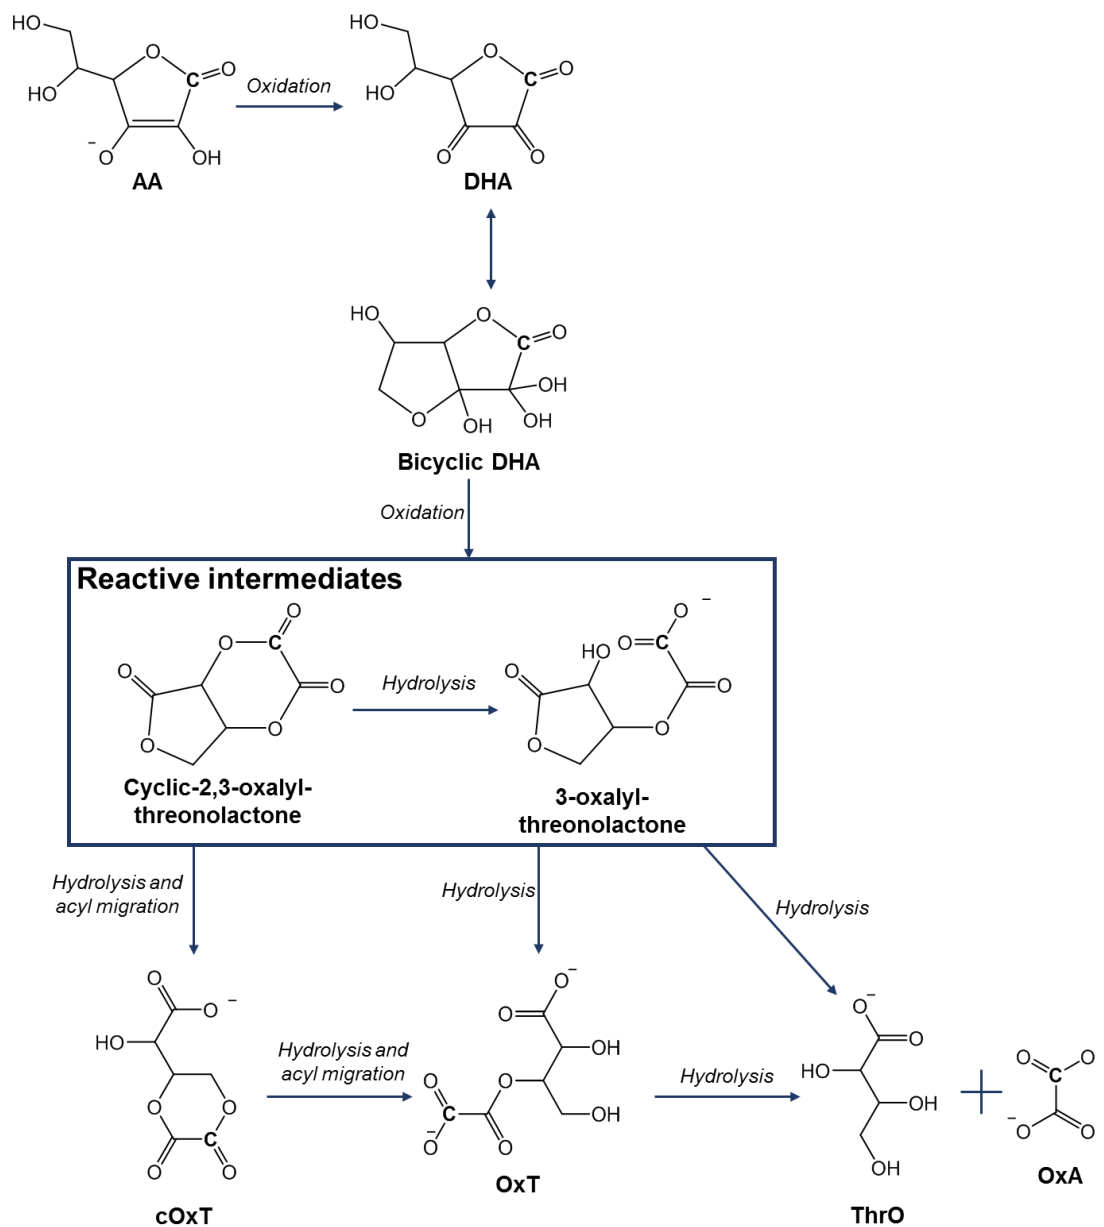 HO
O
C
O
HO
−
O
OH
AA
Oxidation
HO
O
C
O
HO
O
O
DHA
HO
O
C
O
OH
O
OH
OH
Bicyclic DHA
Oxidation
Reactive intermediates
O
O
C
O
O
O
O
Cyclic-2,3-oxalyl-
threonolactone
Hydrolysis
O
−
O
C
HO
O
O
O
O
3-oxalyl-
threonolactone
Hydrolysis and
acyl migration
Hydrolysis
Hydrolysis
O
O
−
HO
O
O
C
O
O
cOxT
Hydrolysis and
acyl migration
O
−
O
OH
O
O
C
OH
−
O
O
OxT
Hydrolysis
O
−
O
HO
OH
OH
ThrO
+
O
O
C
−
O
O
OxA